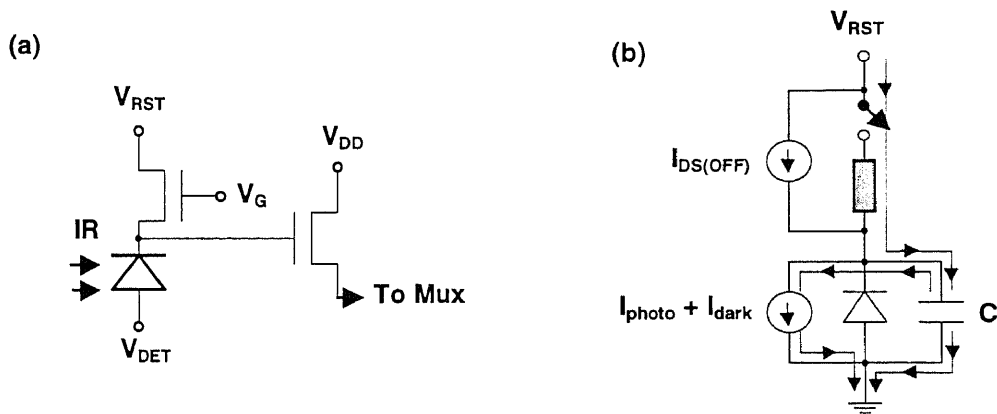 (a)
V_RST
V_DD
V_G
IR
To Mux
V_DET
(b)
V_RST
I_DS(OFF)
I_photo + I_dark
C